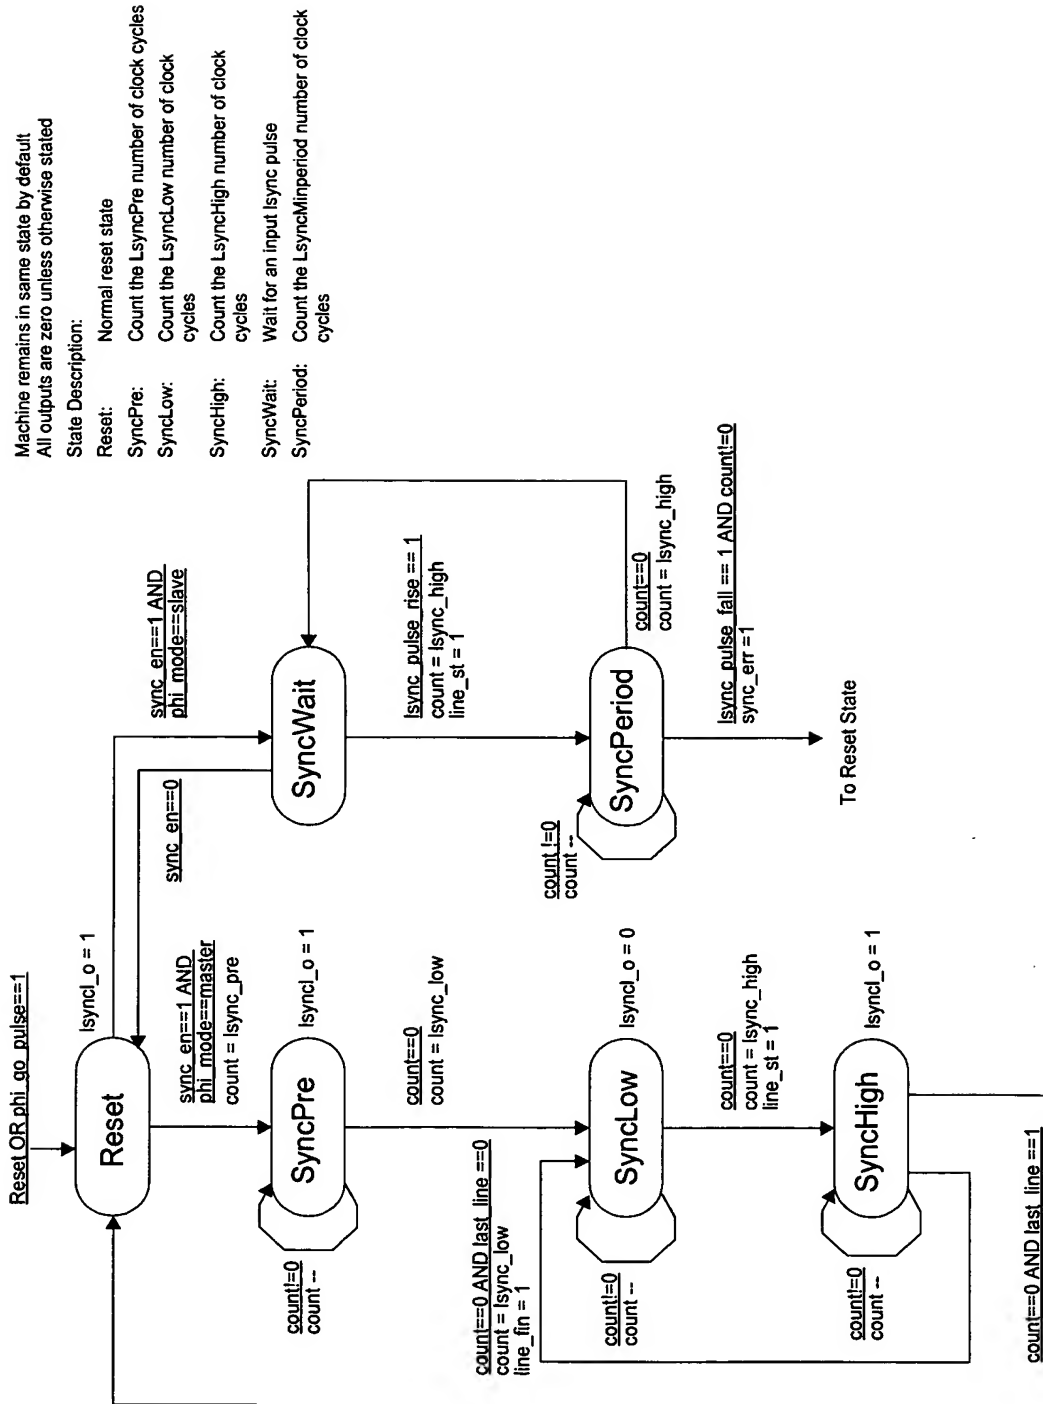 Machine remains in same state by default
All outputs are zero unless otherwise stated
State Description:
Reset: Normal reset state
SyncPre: Count the LsyncPre number of clock cycles
SyncLow: Count the LsyncLow number of clock
cycles
SyncHigh: Count the LsyncHigh number of clock
cycles
SyncWait: Wait for an input lsync pulse
SyncPeriod: Count the LsyncMinperiod number of clock
cycles
Reset OR phi_go_pulse==1
Reset
lsyncl_o = 1
sync_en==0
sync_en==1 AND
phi_mode==slave
sync_en==1 AND
phi_mode==master
count = lsync_pre
SyncPre
lsyncl_o = 1
count!=0
count --
count==0
count = lsync_low
SyncWait
lsync_pulse_rise == 1
count = lsync_high
line_st = 1
count==0 AND last_line ==0
count = lsync_low
line_fin = 1
SyncLow
lsyncl_o = 0
count!=0
count --
count==0
count = lsync_high
line_st = 1
SyncPeriod
count !=0
count --
count==0
count = lsync_high
lsync_pulse_fall == 1 AND count!=0
sync_err =1
To Reset State
SyncHigh
lsyncl_o = 1
count!=0
count --
count==0 AND last_line ==1